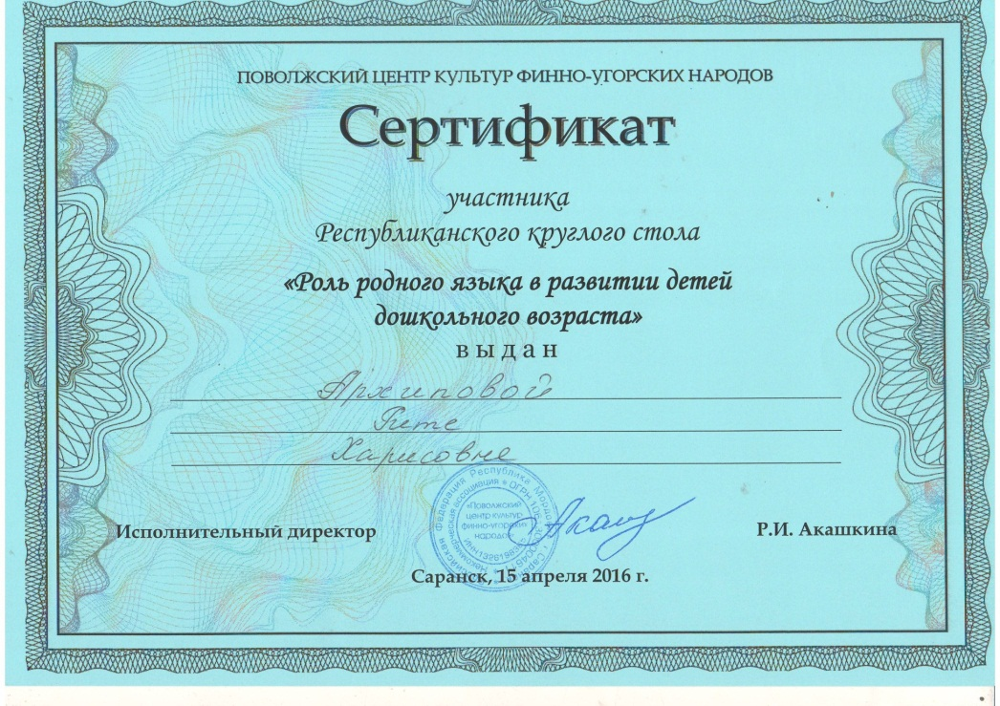 ПОВОЛЖСКИЙ ЦЕНТР КУЛЬТУР ФИННО-УГОРСКИХ НАРОДОВ
Сертификат
участника
Республиканского круглого стола
«Роль родного языка в развитии детей
дошкольного возраста»
выдан
Архиповой
Рите
Харисовне
Исполнительный директор
Р.И. Акашкина
«Поволжский
центр культур
финно-угорских
народов»
Саранск, 15 апреля 2016 г.